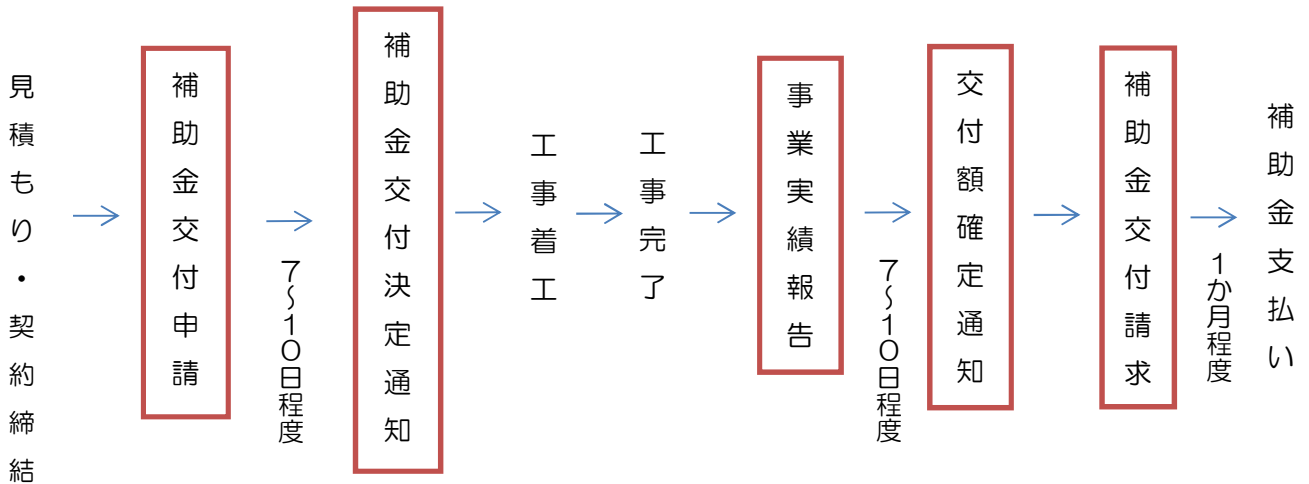 見積もり・契約締結
補助金交付申請
7~10日程度
補助金交付決定通知
工事着工
工事完了
事業実績報告
7~10日程度
交付額確定通知
補助金交付請求
1か月程度
補助金支払い